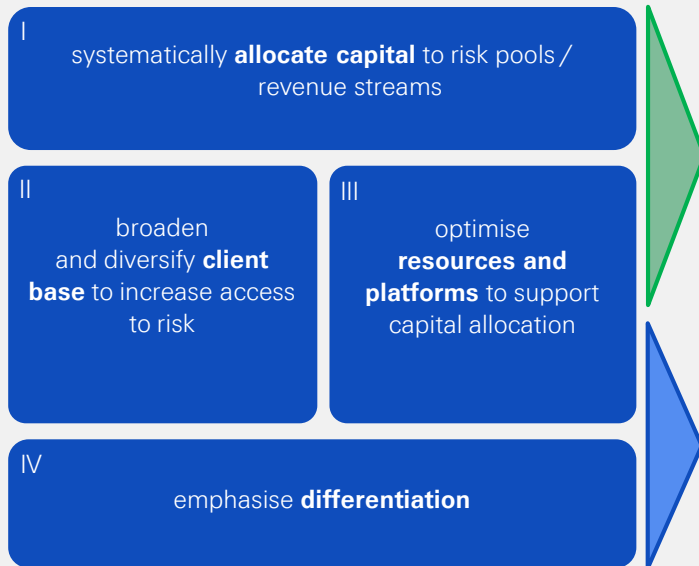 I
systematically allocate capital to risk pools /
revenue streams
II
broaden
and diversify client
base to increase access
to risk
III
optimise
resources and
platforms to support
capital allocation
IV
emphasise differentiation